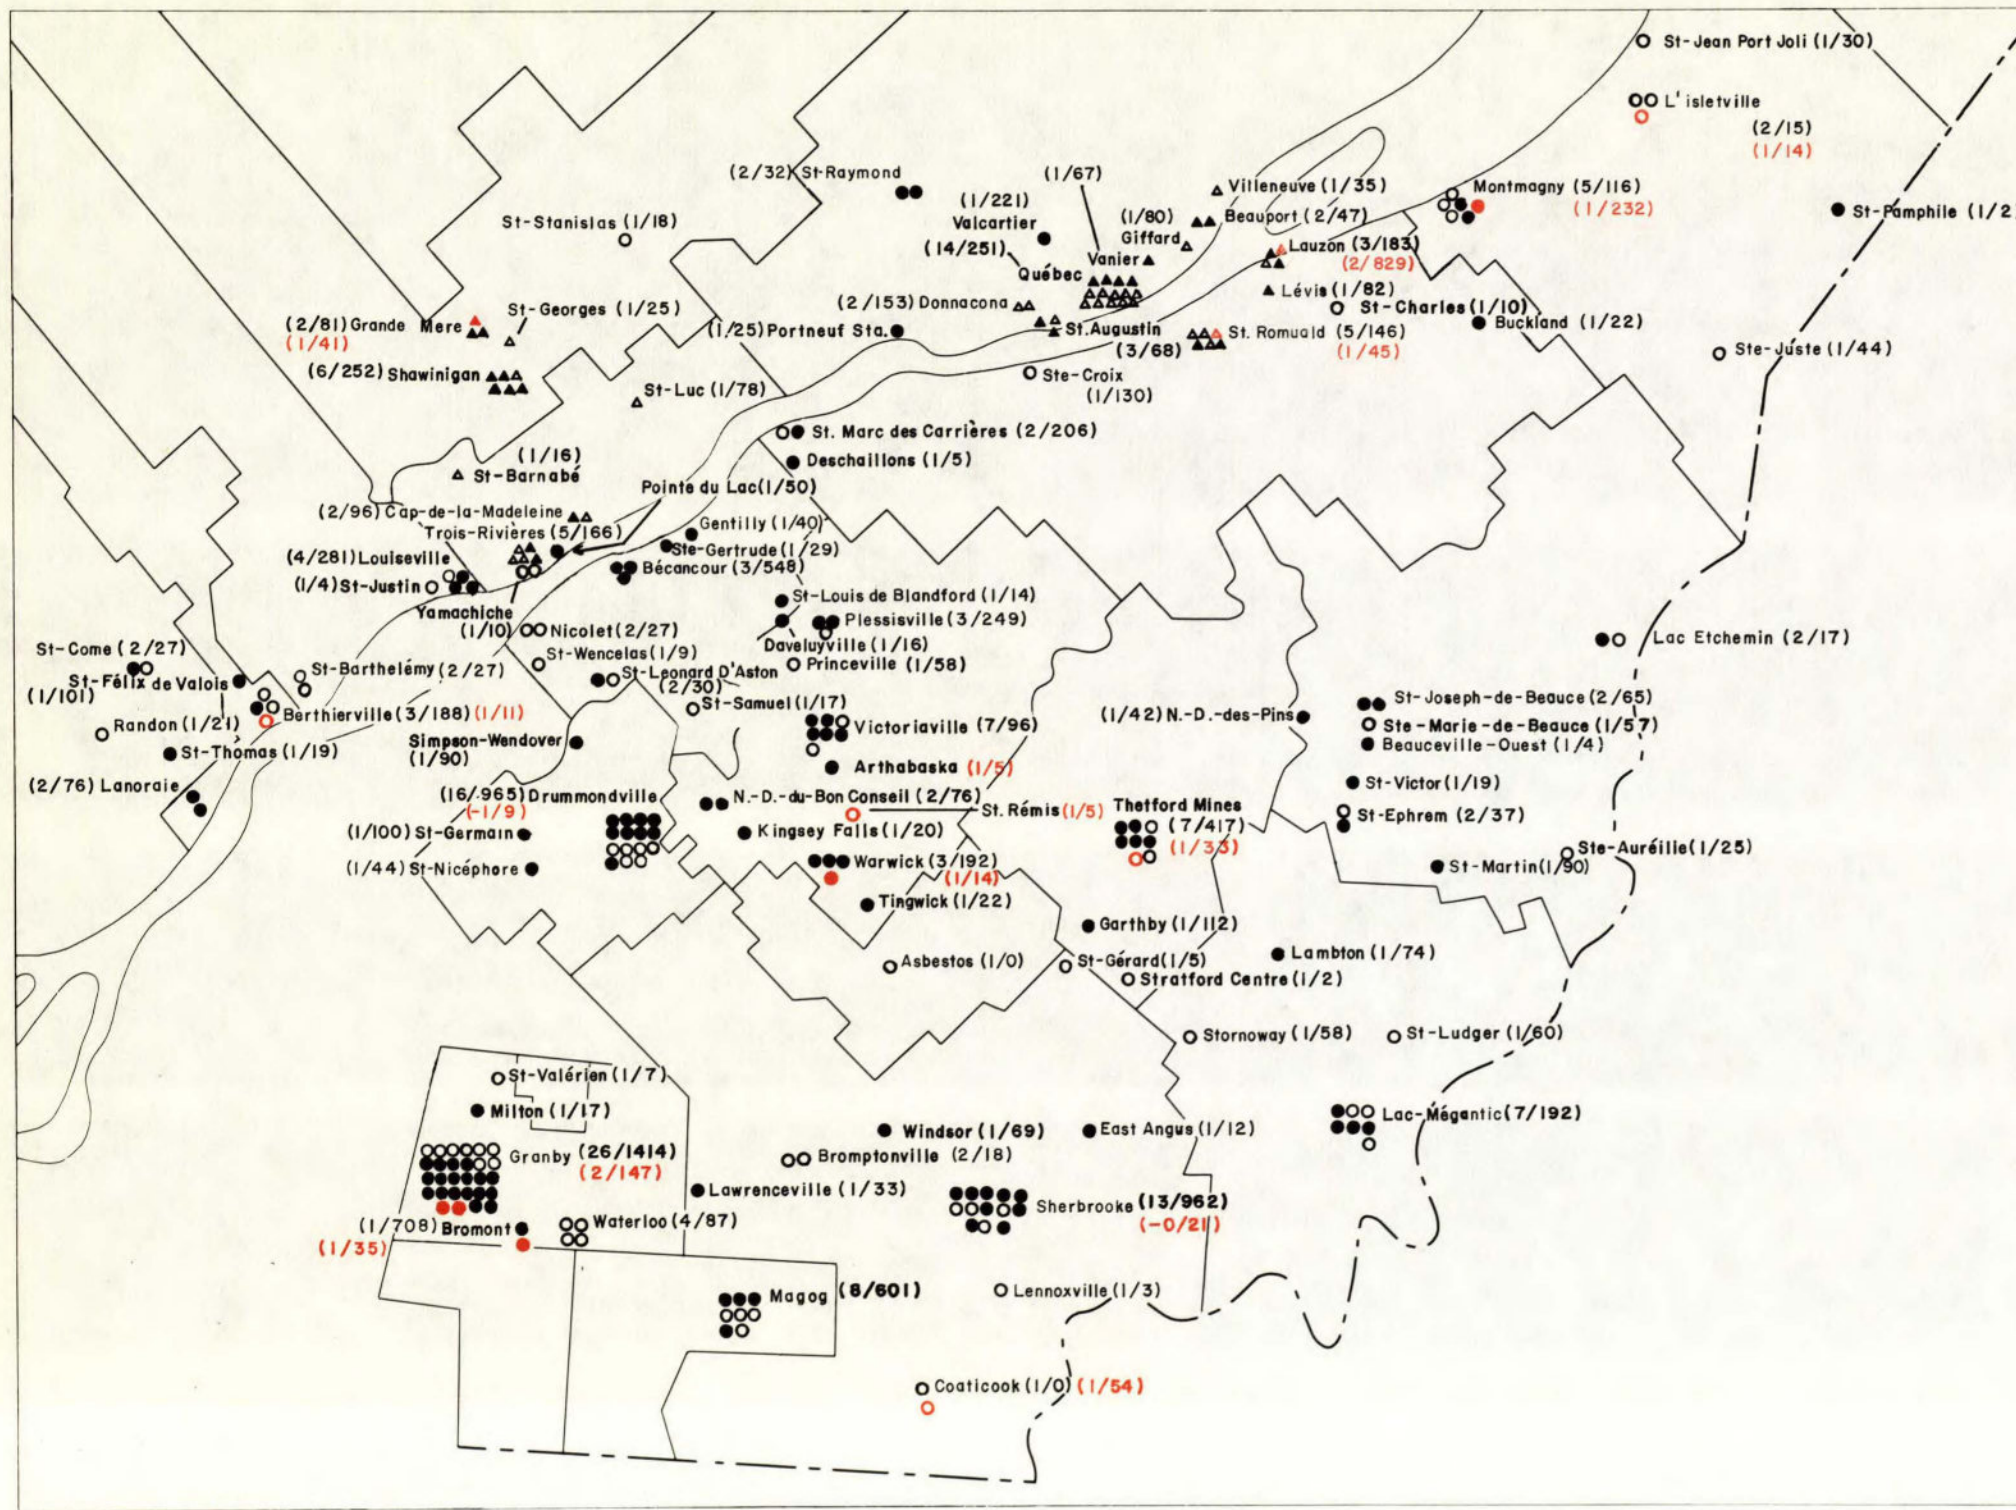 St-Jean Port Joli (1/30)
L'isletville
(2/15)
(1/14)
(2/32) St-Raymond
(1/67)
Villeneuve (1/35)
Montmagny (5/116)
(1/232)
St-Pamphile (1/2
(1/221)
Valcartier
(1/80)
Giffard
Beauport (2/47)
St-Stanislas (1/18)
(14/251)
Québec
Vanier
Lauzon (3/183)
(2/829)
Lévis (1/82)
St-Charles (1/10)
Buckland (1/22)
(2/153) Donnacona
St-Georges (1/25)
(2/81) Grande Mere
(1/41)
(1/25) Portneuf Sta.
St. Augustin
(3/68)
St. Romuald (5/146)
(1/45)
Ste-Juste (1/44)
(6/252) Shawinigan
St-Luc (1/78)
Ste-Croix
(1/130)
St. Marc des Carrières (2/206)
Deschaillons (1/5)
(1/16)
St-Barnabé
Pointe du Lac (1/50)
(2/96) Cap-de-la-Madeleine
Trois-Rivières (5/166)
Gentilly (1/40)
Ste-Gertrude (1/29)
(4/281) Louiseville
Bécancour (3/548)
(1/4) St-Justin
Yamachiche
(1/10)
St-Louis de Blandford (1/14)
Plessisville (3/249)
Nicolet (2/27)
Daveluyville (1/16)
Lac Etchemin (2/17)
St-Come (2/27)
St-Wencelas (1/9)
Princeville (1/58)
St-Barthelémy (2/27)
St-Leonard D'Aston
(2/30)
St-Félix de Valois
(1/101)
St-Samuel (1/17)
St-Joseph-de-Beauce (2/65)
Randon (1/21)
Berthierville (3/188) (1/11)
Victoriaville (7/96)
(1/42) N.-D.-des-Pins
Ste-Marie-de-Beauce (1/57)
Beauceville-Ouest (1/4)
St-Thomas (1/19)
Simpson-Wendover
(1/90)
Arthabaska (1/5)
St-Victor (1/19)
(2/76) Lanoraie
(16/965) Drummondville
(-1/9)
N.-D.-du-Bon Conseil (2/76)
St. Rémis (1/5)
Thetford Mines
(7/417)
(1/33)
St-Ephrem (2/37)
(1/100) St-Germain
Kingsey Falls (1/20)
Ste-Auréille (1/25)
(1/44) St-Nicéphore
Warwick (3/192)
(1/14)
St-Martin (1/90)
Tingwick (1/22)
Garthby (1/112)
Asbestos (1/0)
St-Gérard (1/5)
Lambton (1/74)
Stratford Centre (1/2)
Stornoway (1/58)
St-Ludger (1/60)
St-Valérien (1/7)
Milton (1/17)
Windsor (1/69)
East Angus (1/12)
Lac-Mégantic (7/192)
Granby (26/1414)
(2/147)
Bromptonville (2/18)
Lawrenceville (1/33)
Sherbrooke (13/962)
(-0/21)
(1/708) Bromont
(1/35)
Waterloo (4/87)
Magog (8/601)
Lennoxville (1/3)
Coaticook (1/0) (1/54)